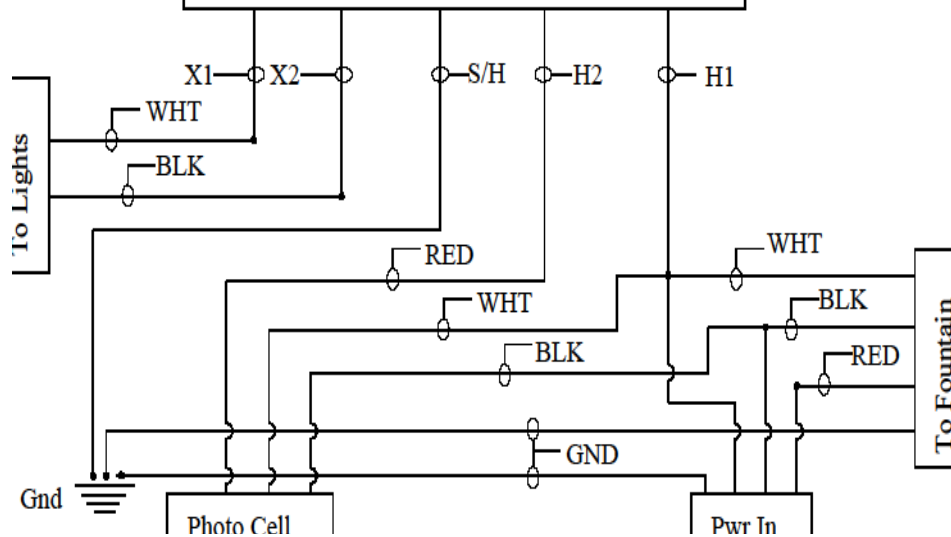 X1
X2
S/H
H2
H1
WHT
BLK
To Lights
RED
WHT
WHT
BLK
BLK
RED
To Fountain
GND
Gnd
Photo Cell
Pwr In